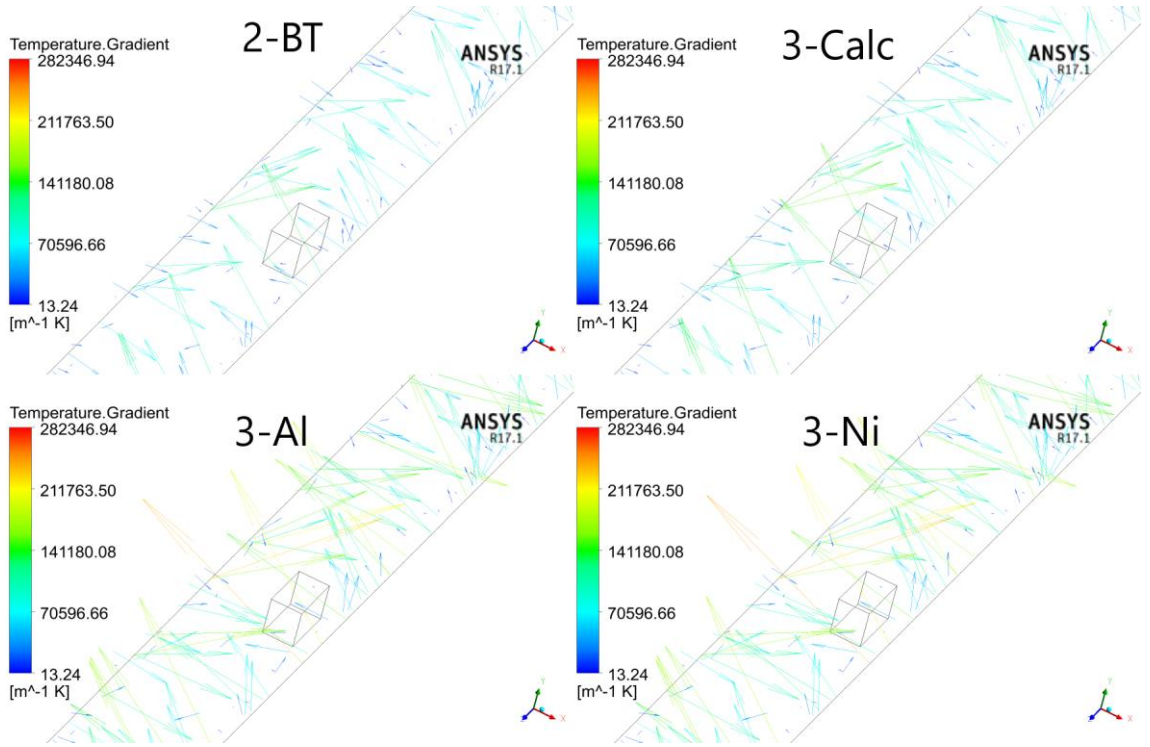 2-BT
Temperature.Gradient
282346.94
211763.50
141180.08
70596.66
13.24
[m^-1 K]
ANSYS
R17.1
Y
X
Z
3-Calc
Temperature.Gradient
282346.94
211763.50
141180.08
70596.66
13.24
[m^-1 K]
ANSYS
R17.1
Y
X
Z
3-Al
Temperature.Gradient
282346.94
211763.50
141180.08
70596.66
13.24
[m^-1 K]
ANSYS
R17.1
Y
X
Z
3-Ni
Temperature.Gradient
282346.94
211763.50
141180.08
70596.66
13.24
[m^-1 K]
ANSYS
R17.1
Y
X
Z